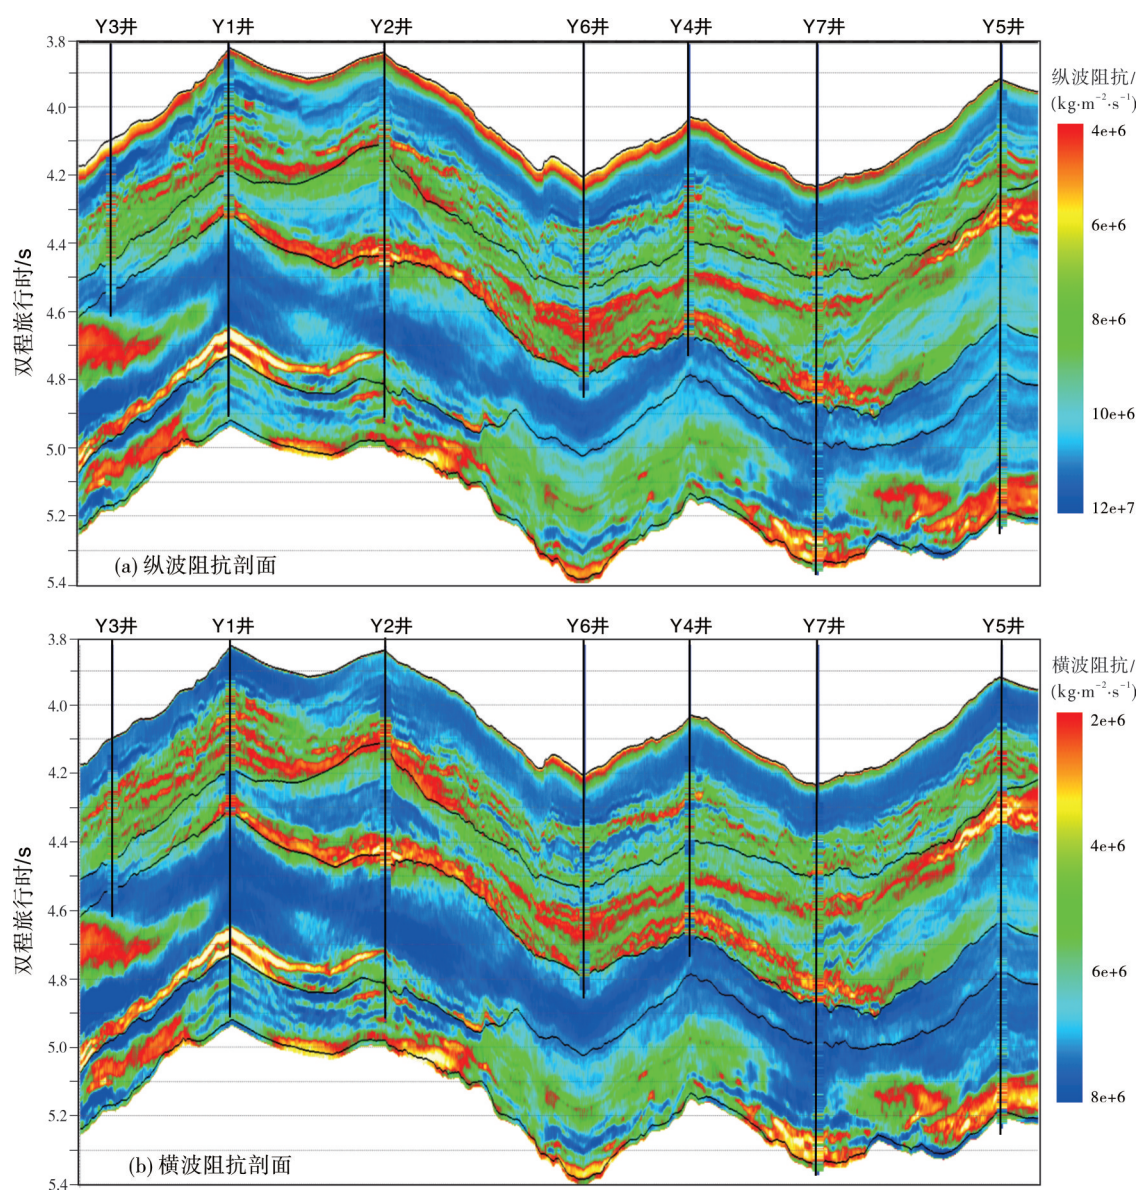 Y3井 Y1井 Y2井 Y6井 Y4井 Y7井 Y5井
3.8
4.0
4.2
4.4
4.6
4.8
5.0
5.2
5.4
双程旅行时/s
纵波阻抗/
(kg·m⁻²·s⁻¹)
4e+6
6e+6
8e+6
10e+6
12e+7
(a) 纵波阻抗剖面
Y3井 Y1井 Y2井 Y6井 Y4井 Y7井 Y5井
3.8
4.0
4.2
4.4
4.6
4.8
5.0
5.2
5.4
双程旅行时/s
横波阻抗/
(kg·m⁻²·s⁻¹)
2e+6
4e+6
6e+6
8e+6
(b) 横波阻抗剖面